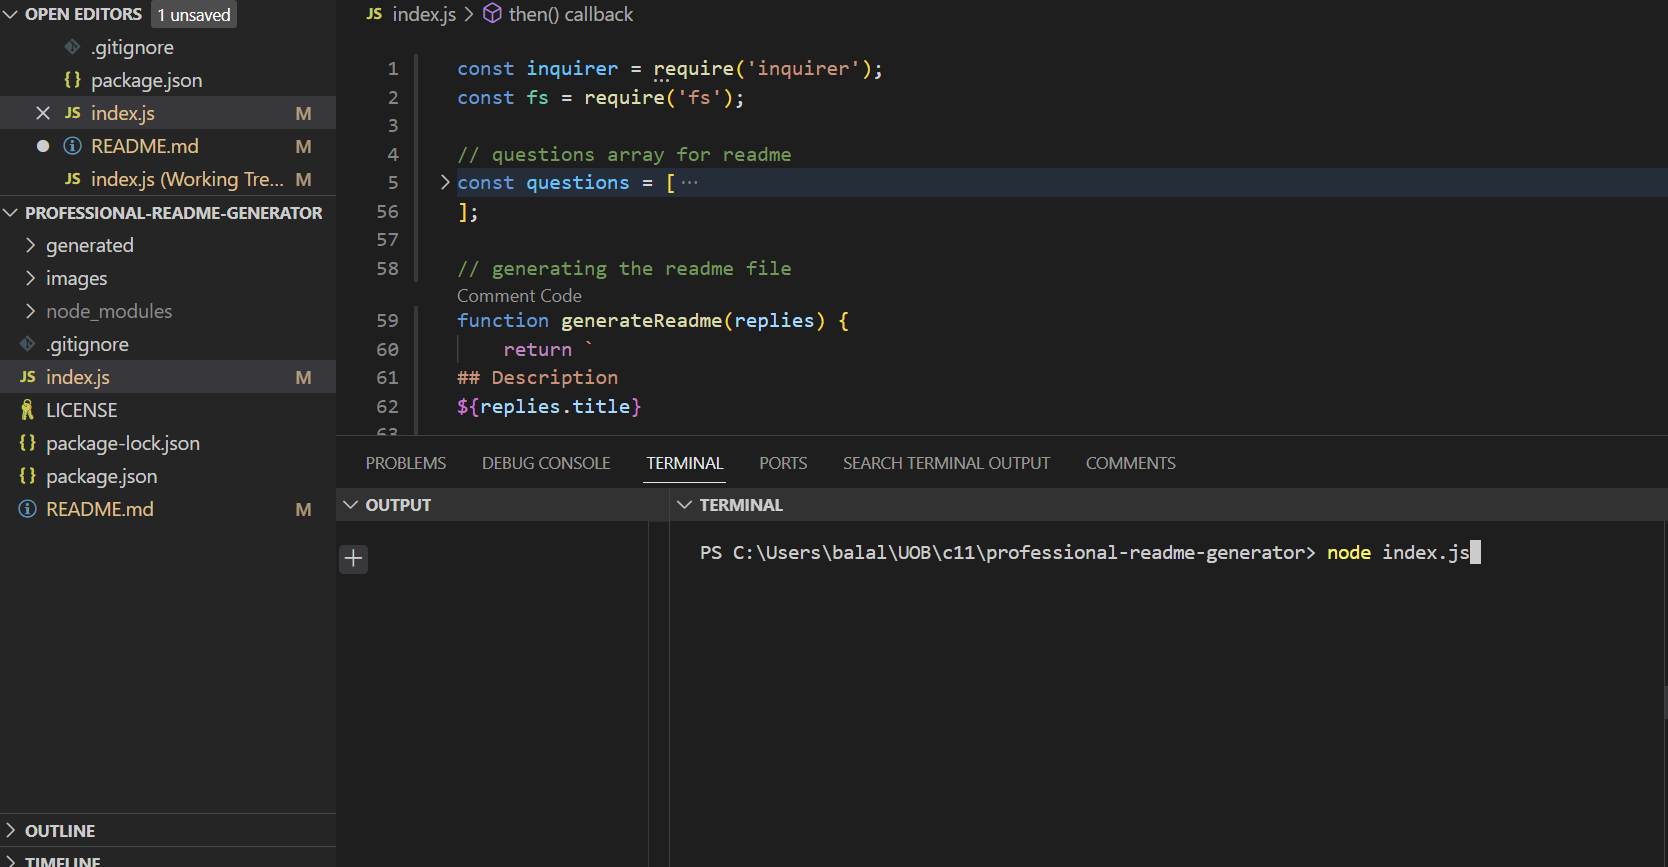 OPEN EDITORS 1 unsaved
.gitignore
{} package.json
JS index.js M
README.md M
JS index.js (Working Tre... M
PROFESSIONAL-README-GENERATOR
generated
images
node_modules
.gitignore
JS index.js M
LICENSE
{} package-lock.json
{} package.json
README.md M
OUTLINE
TIMELINE
JS index.js > then() callback
1 const inquirer = require('inquirer');
2 const fs = require('fs');
3
4 // questions array for readme
5 const questions = [ ···
56 ];
57
58 // generating the readme file
Comment Code
59 function generateReadme(replies) {
60 return `
61 ## Description
62 ${replies.title}
63
PROBLEMS DEBUG CONSOLE TERMINAL PORTS SEARCH TERMINAL OUTPUT COMMENTS
OUTPUT
TERMINAL
PS C:\Users\balal\UOB\c11\professional-readme-generator> node index.js